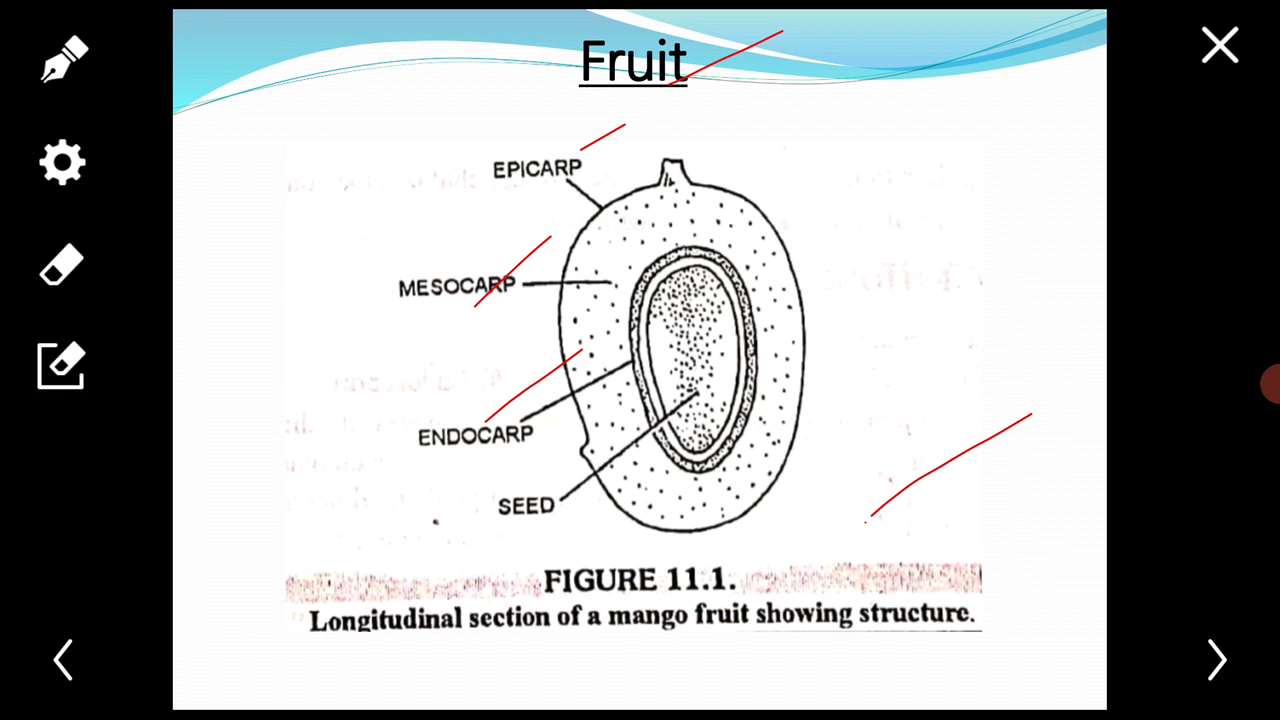 Fruit
EPICARP
MESOCARP
ENDOCARP
SEED
FIGURE 11.1.
Longitudinal section of a mango fruit showing structure.